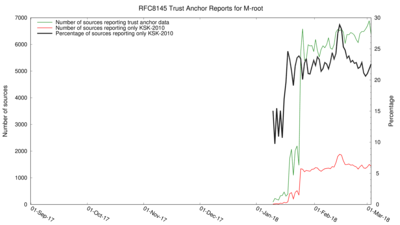 RFC8145 Trust Anchor Reports for M-root
Number of sources reporting trust anchor data
Number of sources reporting only KSK-2010
Percentage of sources reporting only KSK-2010
Number of sources
7000
6000
5000
4000
3000
2000
1000
0
30
25
20
15
10
5
0
Percentage
01-Sep-17
01-Oct-17
01-Nov-17
01-Dec-17
01-Jan-18
01-Feb-18
01-Mar-18